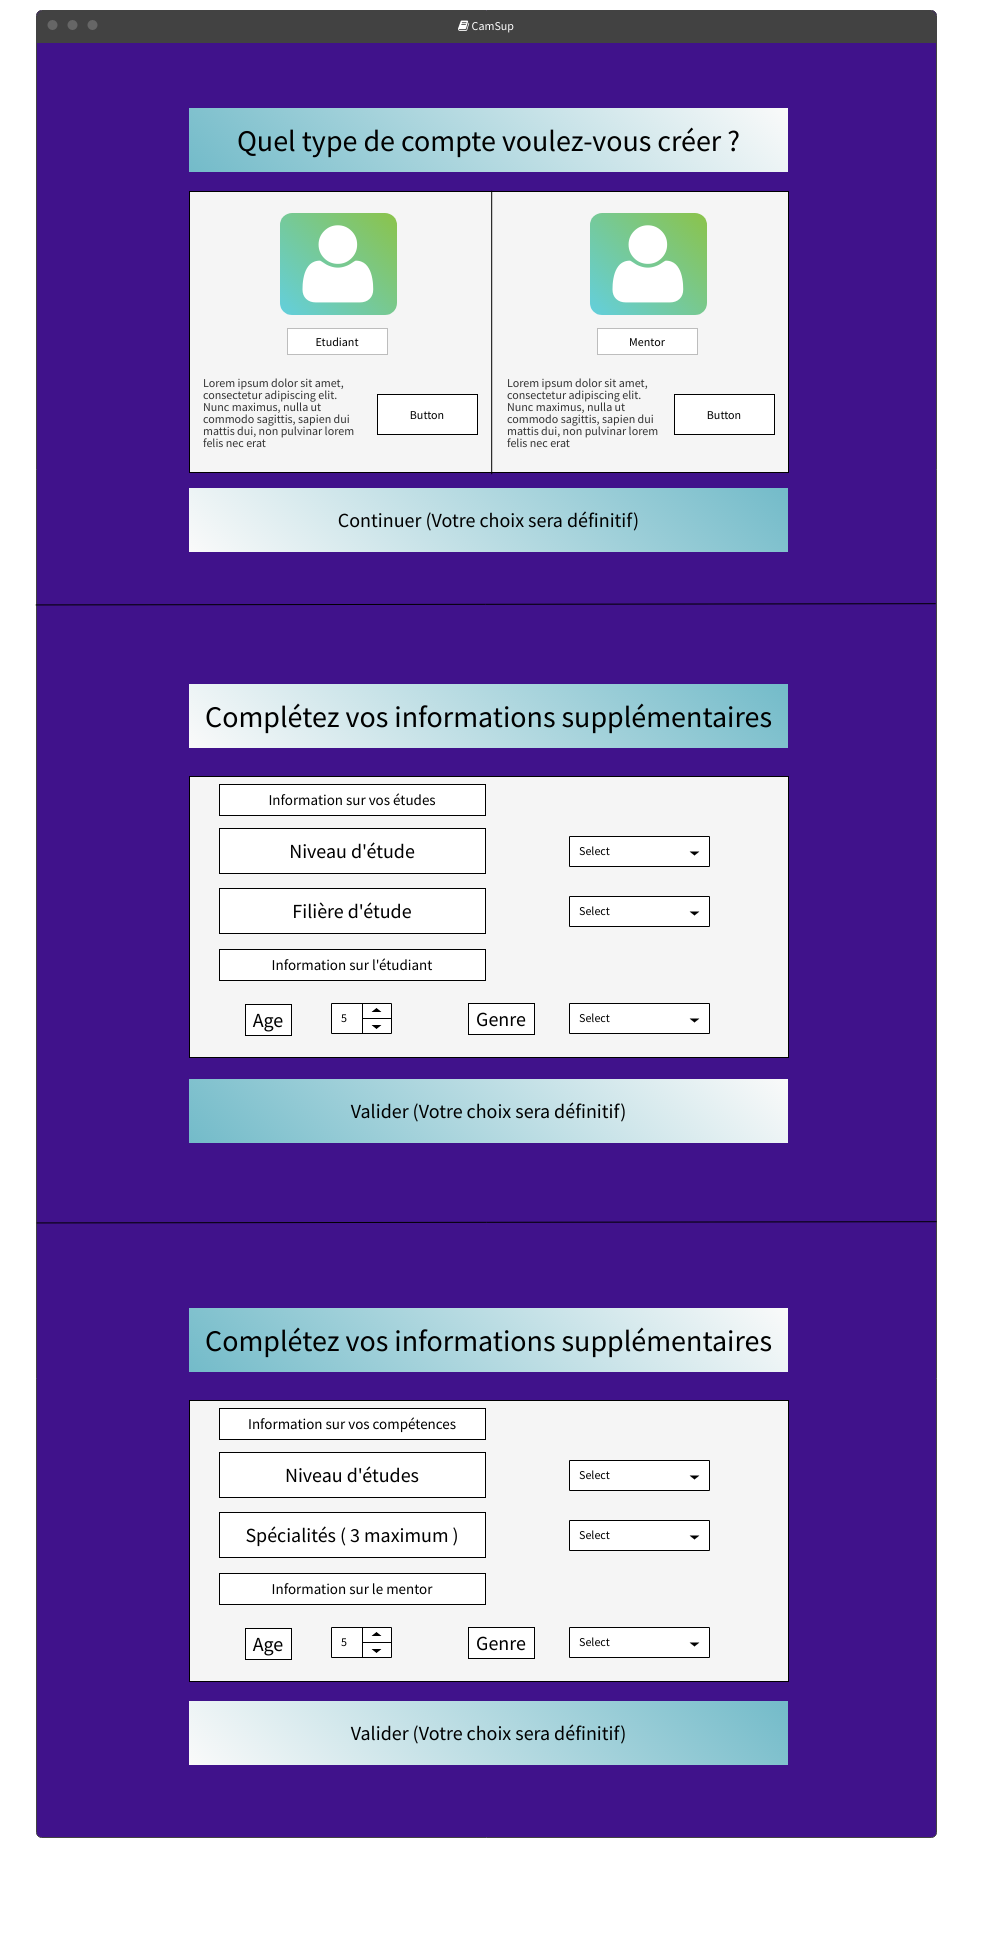 CamSup
Quel type de compte voulez-vous créer ?
Etudiant
Mentor
Lorem ipsum dolor sit amet,
consectetur adipiscing elit.
Nunc maximus, nulla ut
commodo sagittis, sapien dui
mattis dui, non pulvinar lorem
felis nec erat
Button
Lorem ipsum dolor sit amet,
consectetur adipiscing elit.
Nunc maximus, nulla ut
commodo sagittis, sapien dui
mattis dui, non pulvinar lorem
felis nec erat
Button
Continuer (Votre choix sera définitif)
Complétez vos informations supplémentaires
Information sur vos études
Niveau d'étude
Select
Filière d'étude
Select
Information sur l'étudiant
Age
5
Genre
Select
Valider (Votre choix sera définitif)
Complétez vos informations supplémentaires
Information sur vos compétences
Niveau d'études
Select
Spécialités ( 3 maximum )
Select
Information sur le mentor
Age
5
Genre
Select
Valider (Votre choix sera définitif)